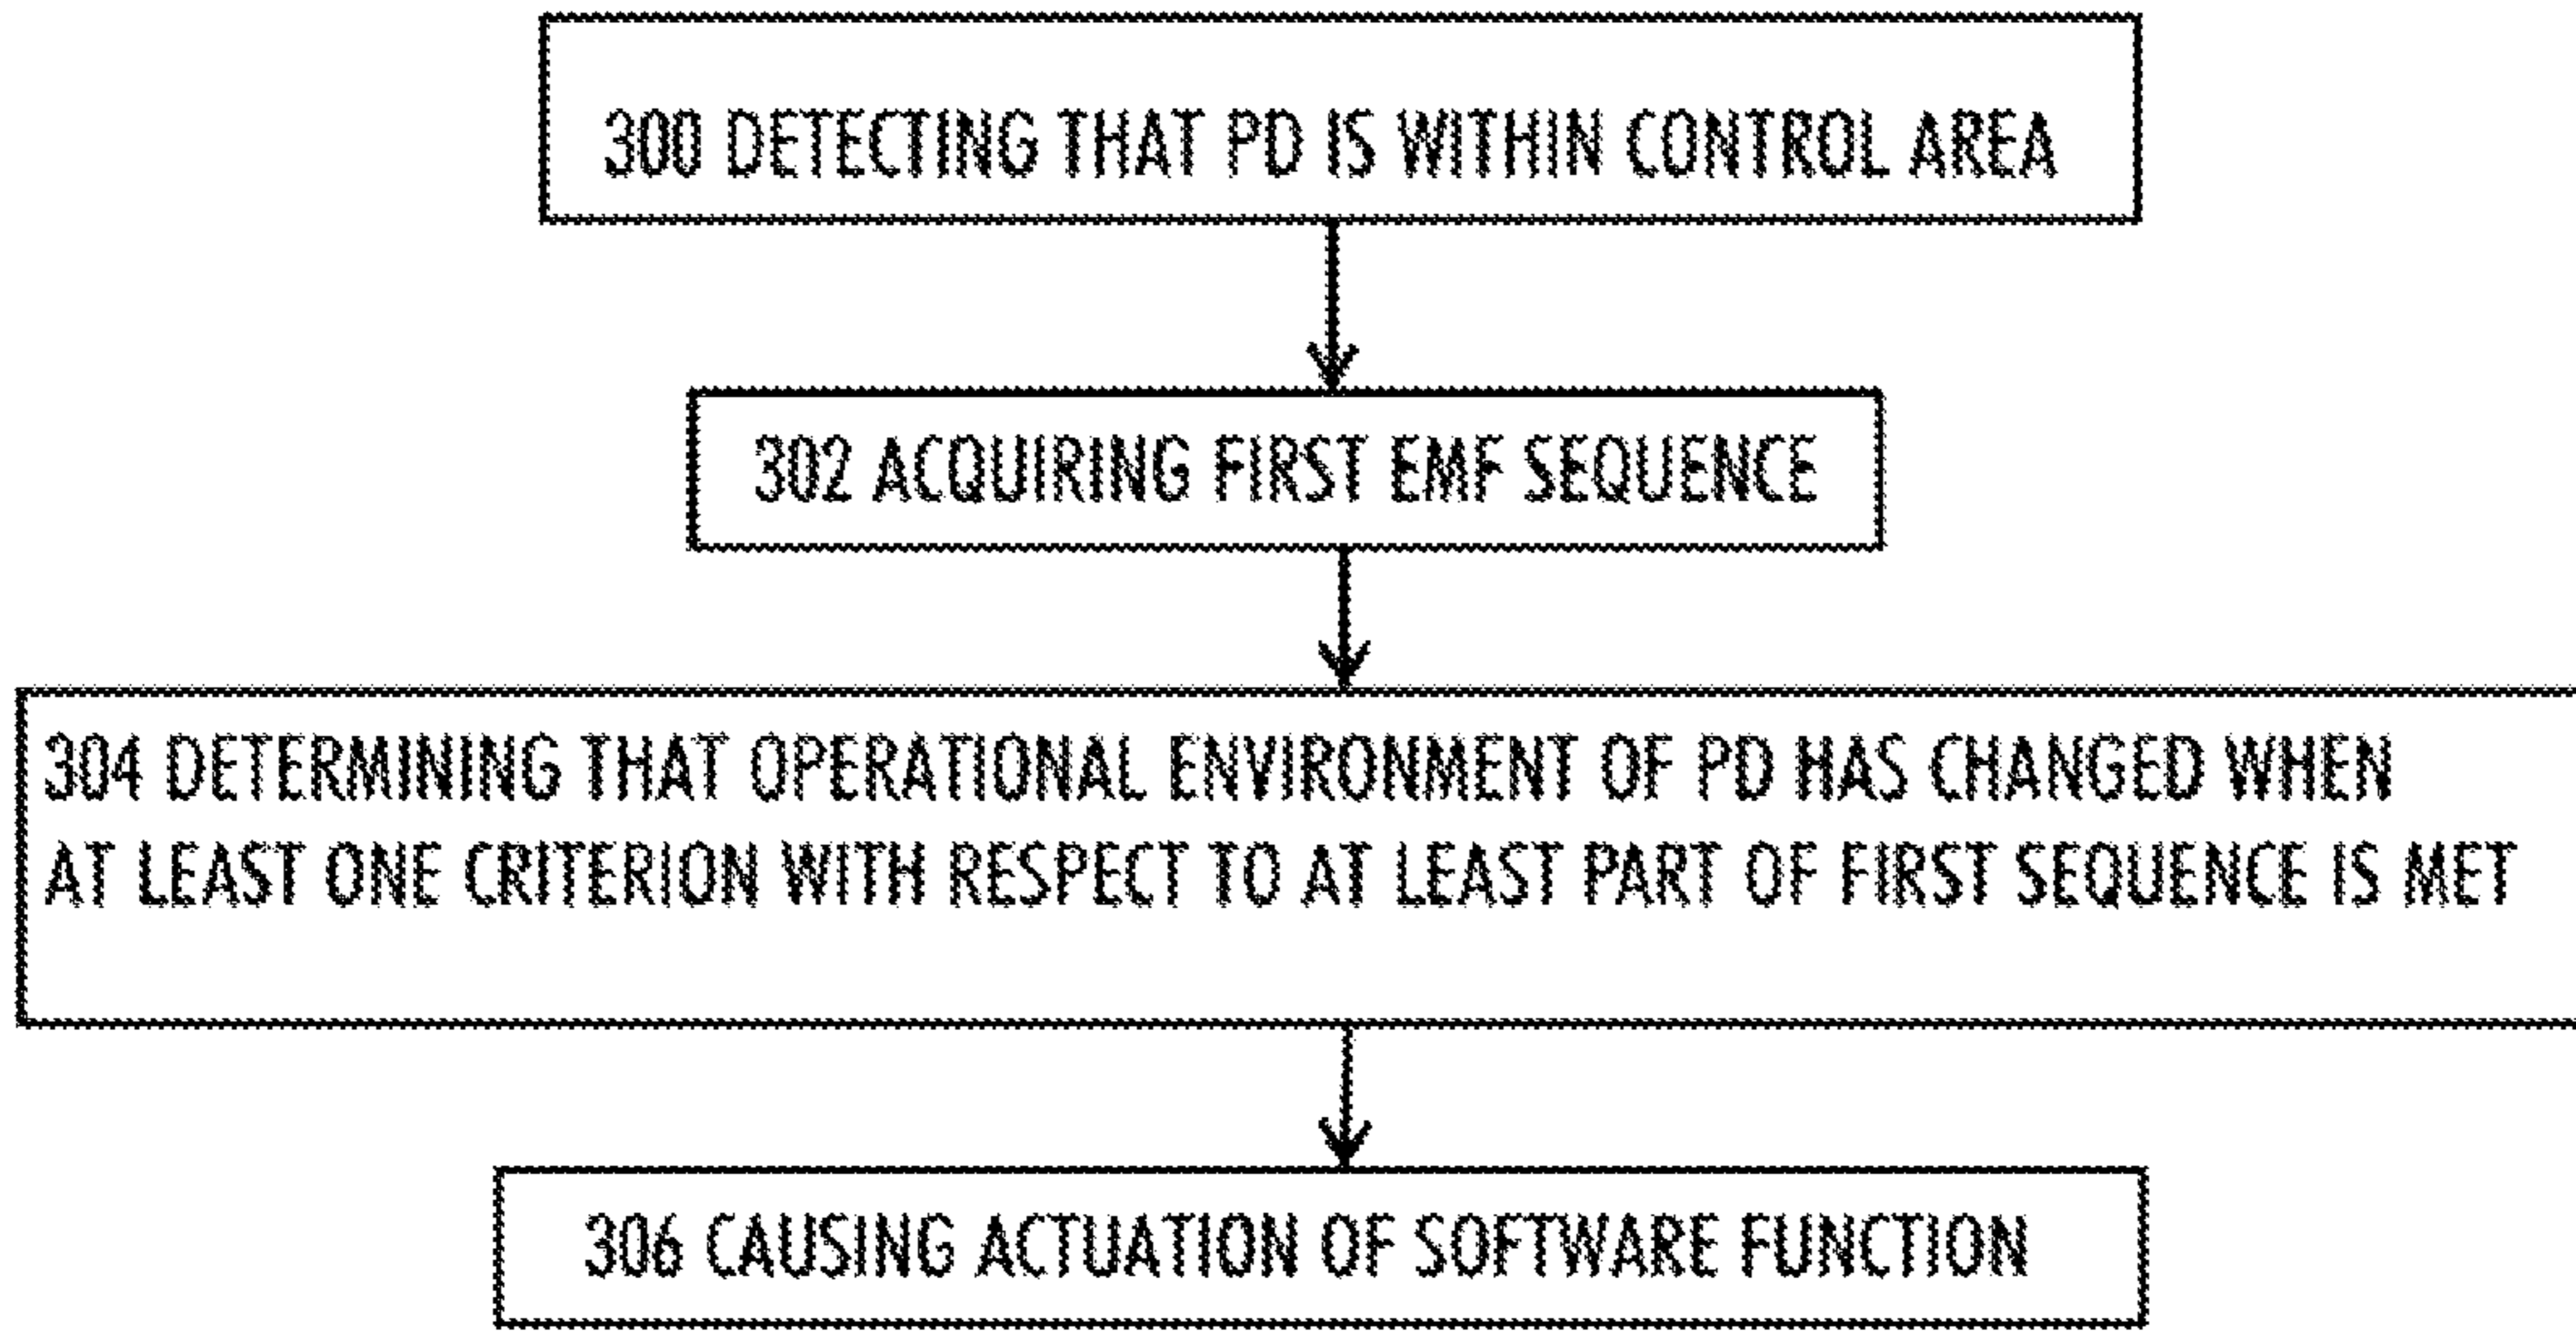 300 DETECTING THAT PD IS WITHIN CONTROL AREA
302 ACQUIRING FIRST EMF SEQUENCE
304 DETERMINING THAT OPERATIONAL ENVIRONMENT OF PD HAS CHANGED WHEN
AT LEAST ONE CRITERION WITH RESPECT TO AT LEAST PART OF FIRST SEQUENCE IS MET
306 CAUSING ACTUATION OF SOFTWARE FUNCTION